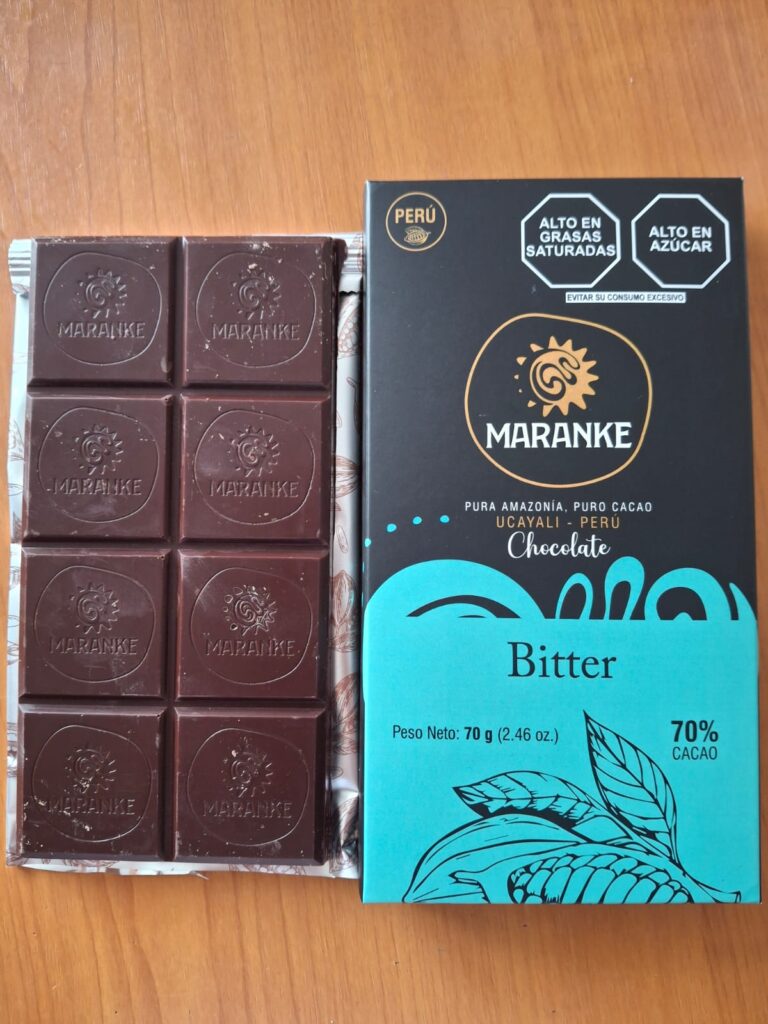 MARANKE
MARANKE
MARANKE
MARANKE
MARANKE
MARANKE
MARANKE
MARANKE
PERÚ
ALTO EN
GRASAS
SATURADAS
ALTO EN
AZÚCAR
EVITAR SU CONSUMO EXCESIVO
MARANKE
PURA AMAZONÍA, PURO CACAO
UCAYALI - PERÚ
Chocolate
Bitter
Peso Neto: 70 g (2.46 oz.)
70%
CACAO